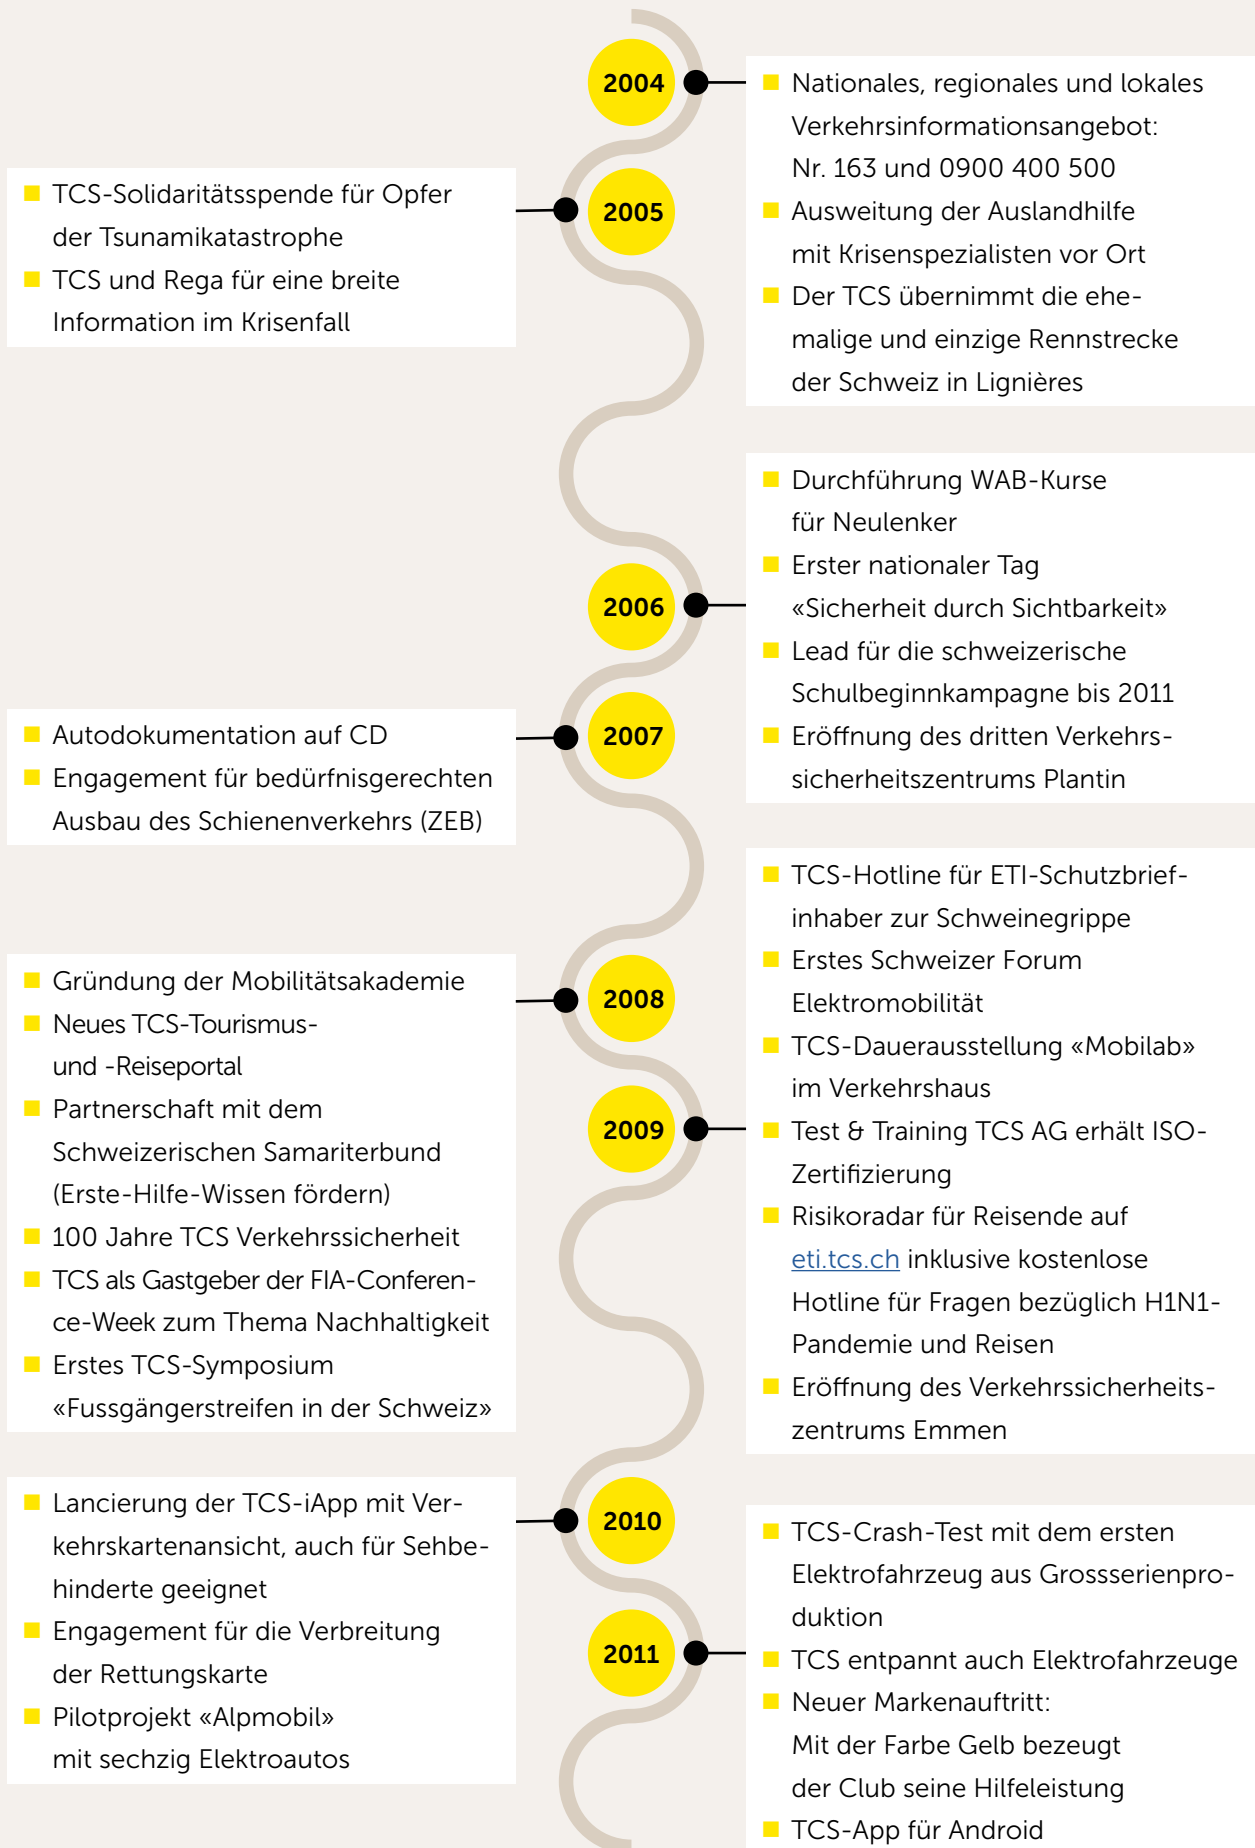 2004
Nationales, regionales und lokales
Verkehrsinformationsangebot:
Nr. 163 und 0900 400 500
Ausweitung der Auslandhilfe
mit Krisenspezialisten vor Ort
Der TCS übernimmt die ehe-
malige und einzige Rennstrecke
der Schweiz in Lignières
2005
TCS-Solidaritätsspende für Opfer
der Tsunamikatastrophe
TCS und Rega für eine breite
Information im Krisenfall
2006
Durchführung WAB-Kurse
für Neulenker
Erster nationaler Tag
«Sicherheit durch Sichtbarkeit»
Lead für die schweizerische
Schulbeginnkampagne bis 2011
Eröffnung des dritten Verkehrs-
sicherheitszentrums Plantin
2007
Autodokumentation auf CD
Engagement für bedürfnisgerechten
Ausbau des Schienenverkehrs (ZEB)
2008
Gründung der Mobilitätsakademie
Neues TCS-Tourismus-
und -Reiseportal
Partnerschaft mit dem
Schweizerischen Samariterbund
(Erste-Hilfe-Wissen fördern)
100 Jahre TCS Verkehrssicherheit
TCS als Gastgeber der FIA-Conferen-
ce-Week zum Thema Nachhaltigkeit
Erstes TCS-Symposium
«Fussgängerstreifen in der Schweiz»
2009
TCS-Hotline für ETI-Schutzbrief-
inhaber zur Schweinegrippe
Erstes Schweizer Forum
Elektromobilität
TCS-Dauerausstellung «Mobilab»
im Verkehrshaus
Test & Training TCS AG erhält ISO-
Zertifizierung
Risikoradar für Reisende auf
eti.tcs.ch inklusive kostenlose
Hotline für Fragen bezüglich H1N1-
Pandemie und Reisen
Eröffnung des Verkehrssicherheits-
zentrums Emmen
2010
Lancierung der TCS-iApp mit Ver-
kehrskartenansicht, auch für Sehbe-
hinderte geeignet
Engagement für die Verbreitung
der Rettungskarte
Pilotprojekt «Alpmobil»
mit sechzig Elektroautos
2011
TCS-Crash-Test mit dem ersten
Elektrofahrzeug aus Grossserienpro-
duktion
TCS entpannt auch Elektrofahrzeuge
Neuer Markenauftritt:
Mit der Farbe Gelb bezeugt
der Club seine Hilfeleistung
TCS-App für Android